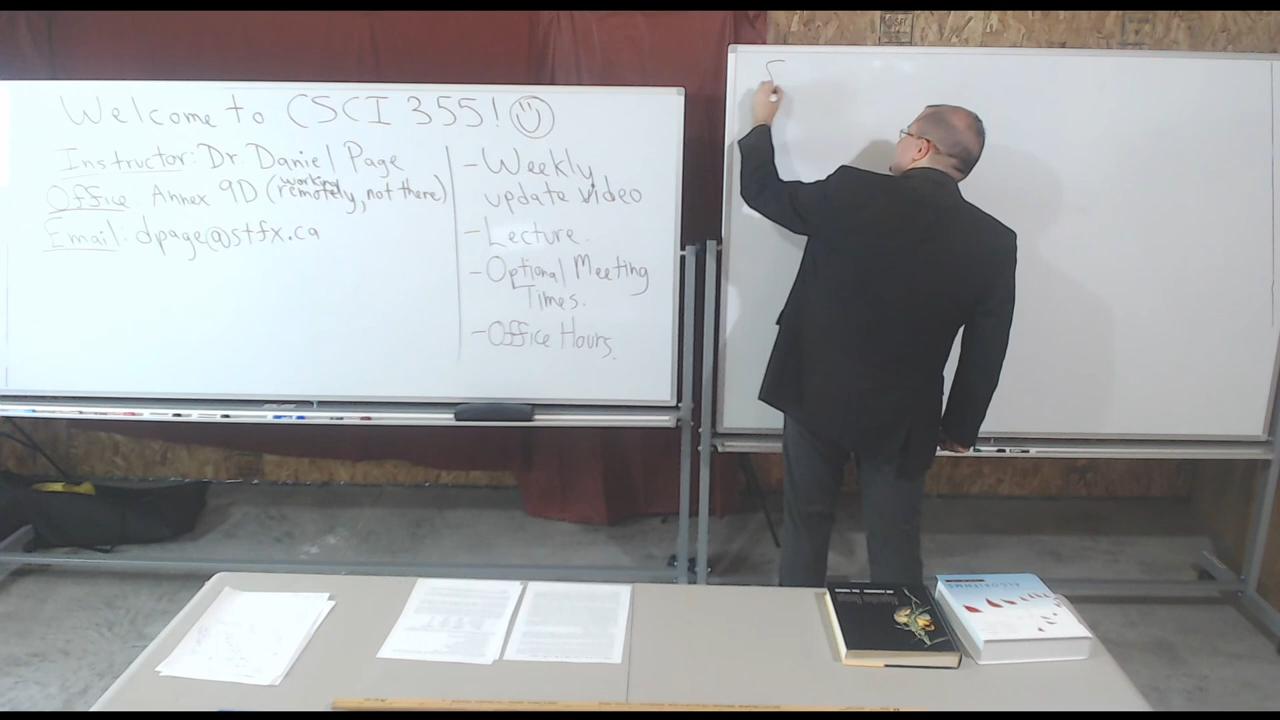 Welcome to CSCI 355!
Instructor: Dr. Daniel Page
Office Annex 9D (working remotely, not there)
Email: dpage@stfx.ca
- Weekly
update video
- Lecture.
- Optional Meeting
Times.
- Office Hours.
ALGORITHMS